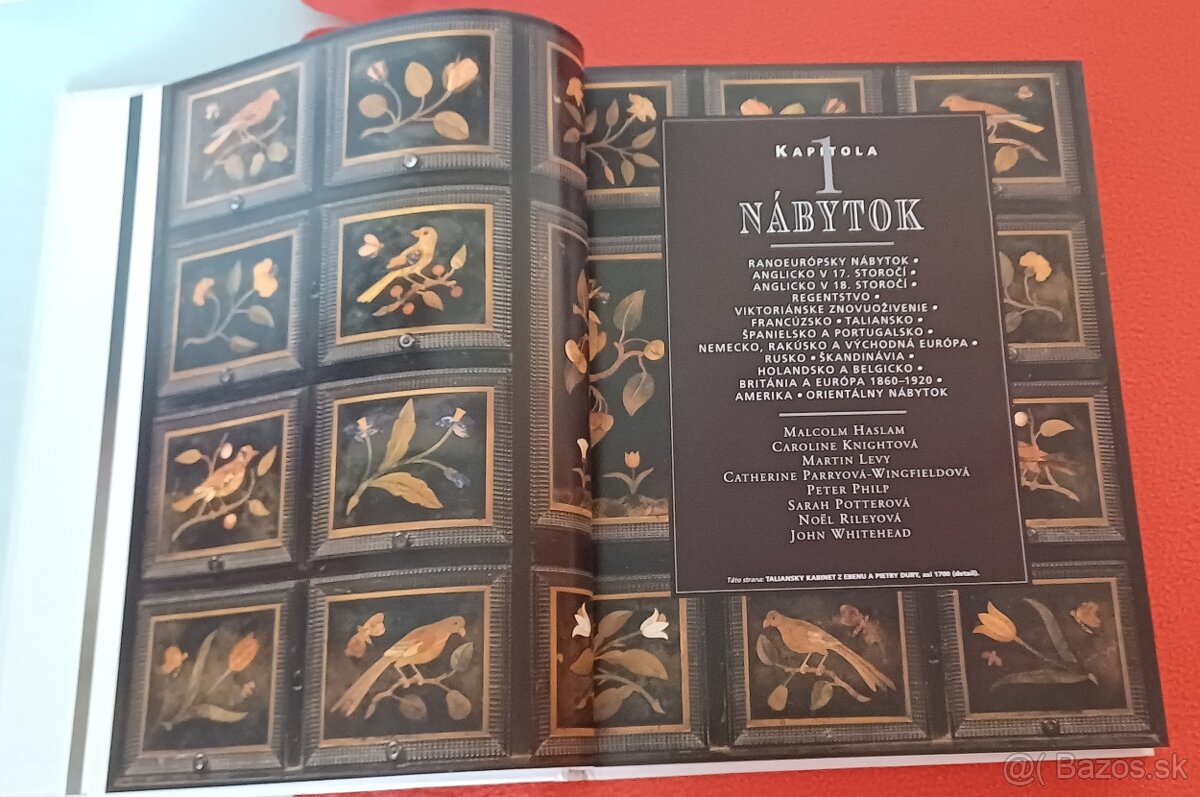 KAPITOLA
1
NÁBYTOK
RANOEURÓPSKY NÁBYTOK •
ANGLICKO V 17. STOROČÍ •
ANGLICKO V 18. STOROČÍ •
REGENTSTVO •
VIKTORIÁNSKE ZNOVUOŽIVENIE •
FRANCÚZSKO • TALIANSKO •
ŠPANIELSKO A PORTUGALSKO •
NEMECKO, RAKÚSKO A VÝCHODNÁ EURÓPA •
RUSKO • ŠKANDINÁVIA •
HOLANDSKO A BELGICKO •
BRITÁNIA A EURÓPA 1860–1920 •
AMERIKA • ORIENTÁLNY NÁBYTOK
MALCOLM HASLAM
CAROLINE KNIGHTOVÁ
MARTIN LEVY
CATHERINE PARRYOVÁ-WINGFIELDOVÁ
PETER PHILP
SARAH POTTEROVÁ
NOËL RILEYOVÁ
JOHN WHITEHEAD
Táto strana: TALIANSKY KABINET Z EBENU A PIETRY DURY, asi 1700 (detail).
@( Bazos.sk